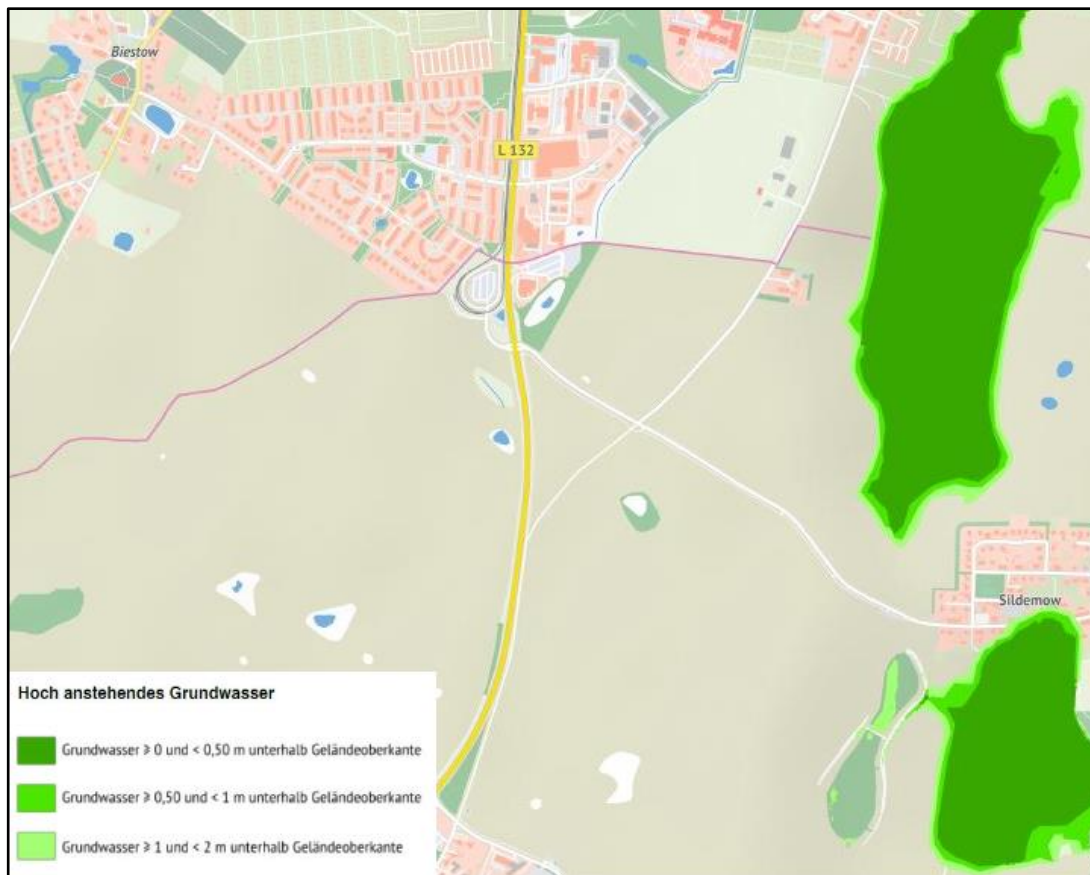 Biestow
L 132
Sildemow
Hoch anstehendes Grundwasser
Grundwasser ⩾ 0 und < 0,50 m unterhalb Geländeoberkante
Grundwasser ⩾ 0,50 und < 1 m unterhalb Geländeoberkante
Grundwasser ⩾ 1 und < 2 m unterhalb Geländeoberkante